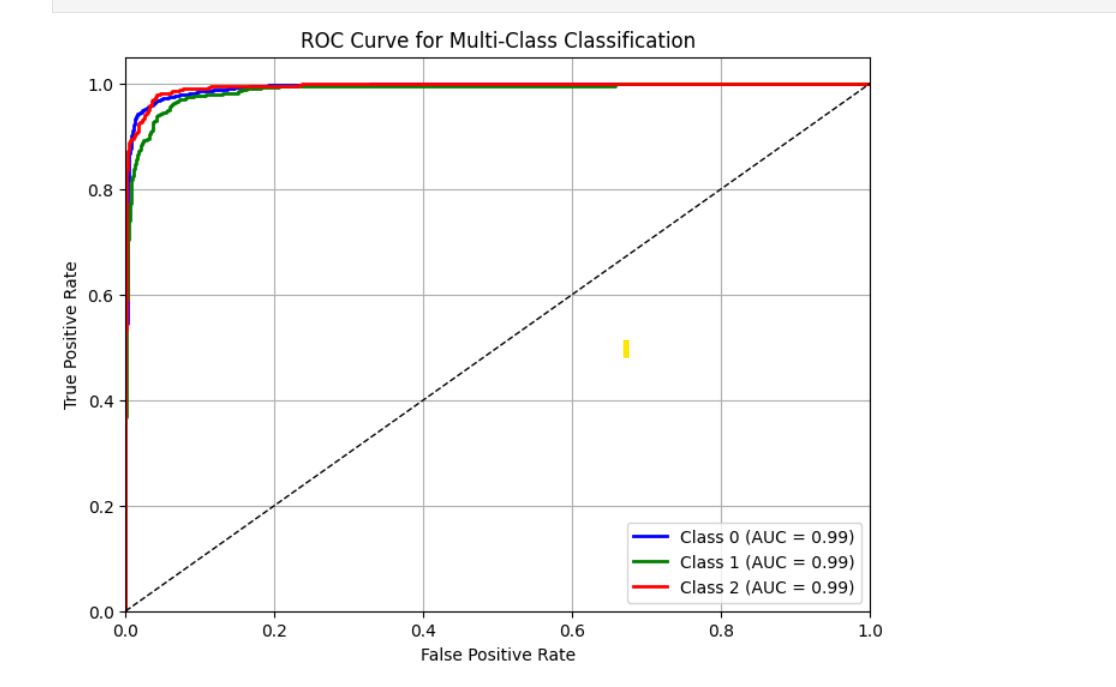 ROC Curve for Multi-Class Classification
1.0
0.8
0.6
0.4
0.2
0.0
True Positive Rate
0.0 0.2 0.4 0.6 0.8 1.0
False Positive Rate
Class 0 (AUC = 0.99)
Class 1 (AUC = 0.99)
Class 2 (AUC = 0.99)